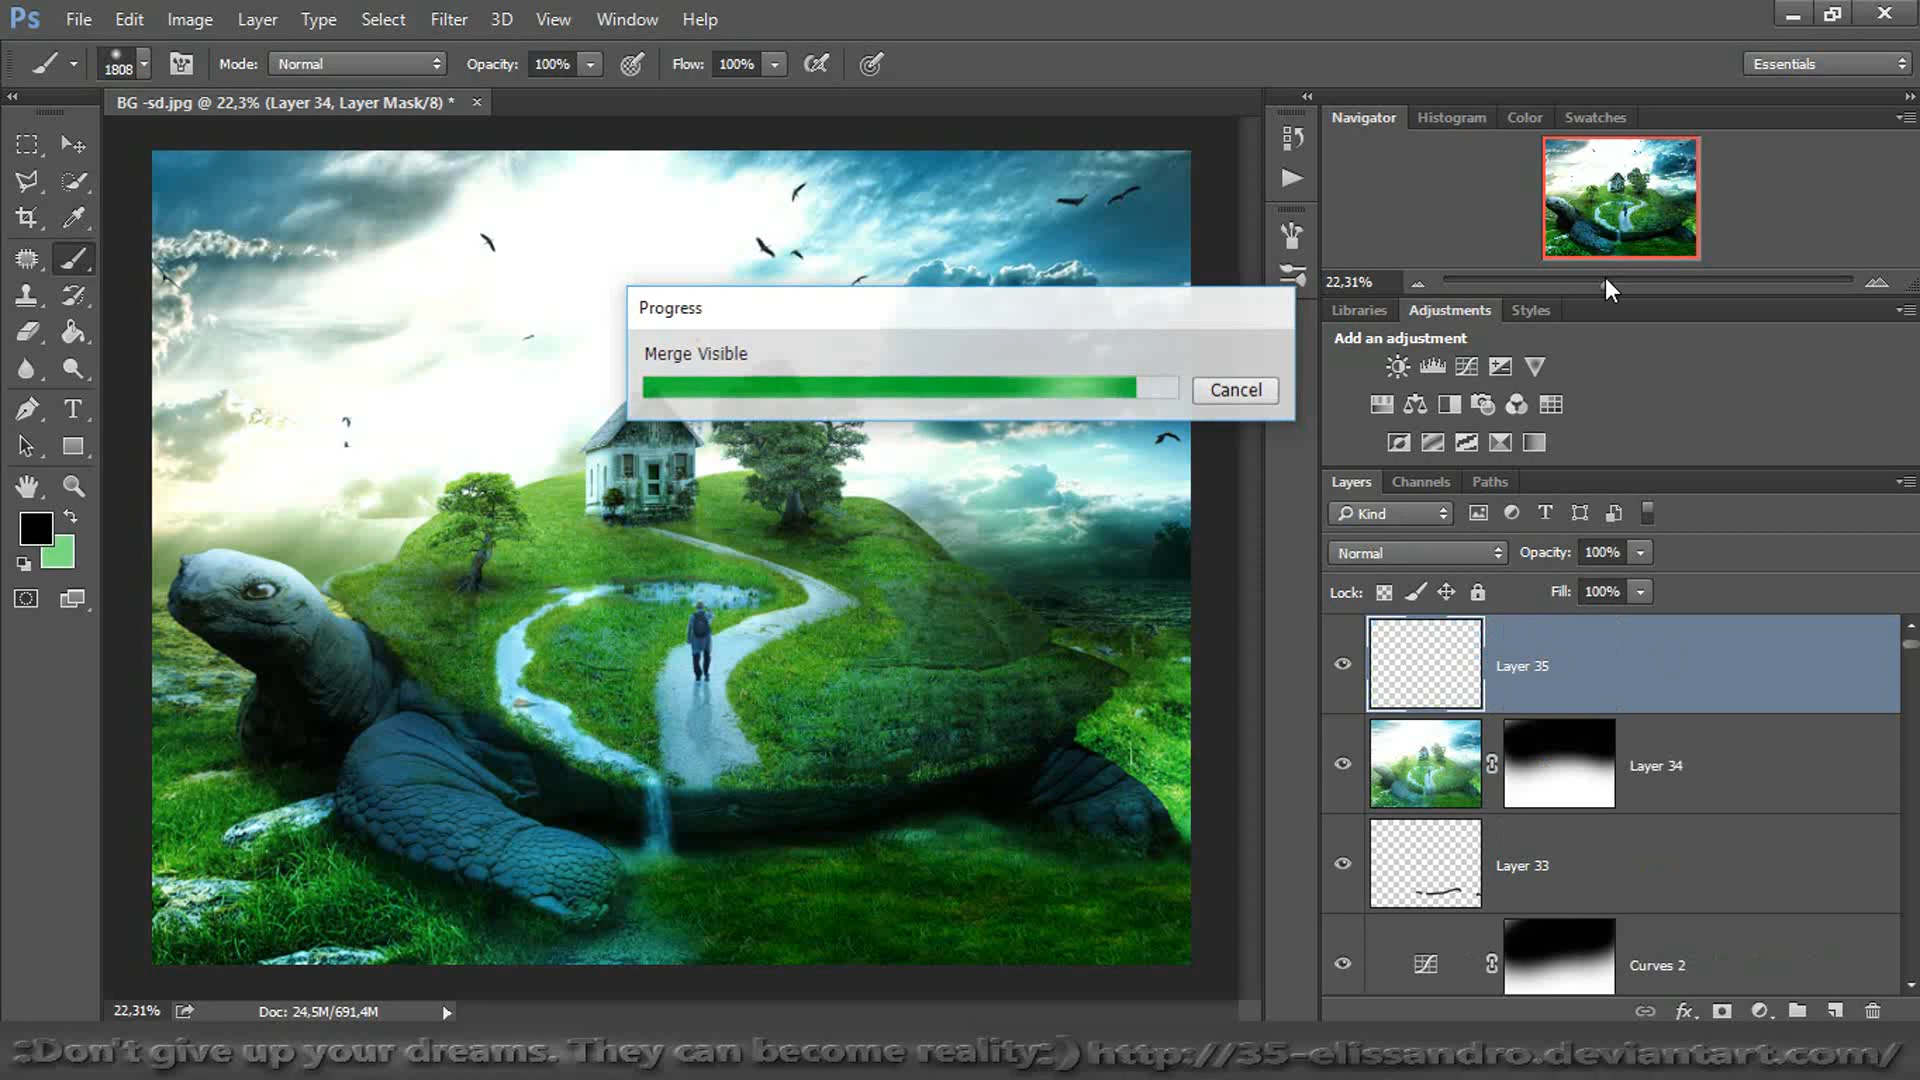 Ps File Edit Image Layer Type Select Filter 3D View Window Help
1808 Mode: Normal Opacity: 100% Flow: 100% Essentials
BG -sd.jpg @ 22,3% (Layer 34, Layer Mask/8) *
Navigator Histogram Color Swatches
22,31%
Libraries Adjustments Styles
Add an adjustment
Progress
Merge Visible
Cancel
Layers Channels Paths
Kind
Normal Opacity: 100%
Lock: Fill: 100%
Layer 35
Layer 34
Layer 33
Curves 2
22,31% Doc: 24,5M/691,4M
:Don't give up your dreams. They can become reality:) http://35-elissandro.deviantart.com/